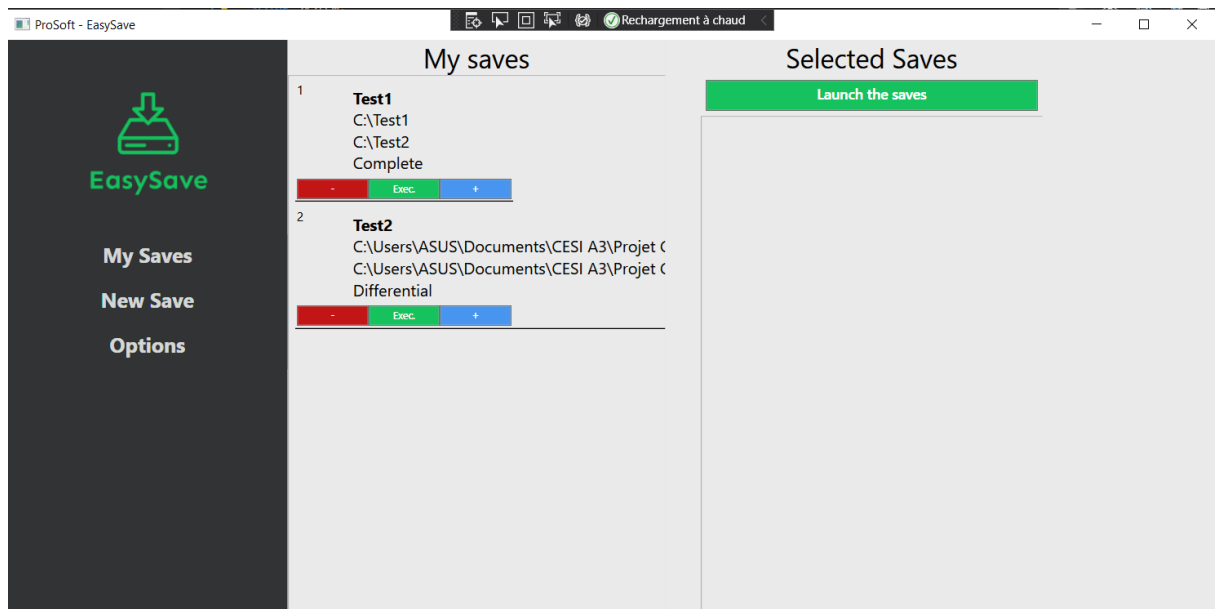 ProSoft - EasySave
Rechargement à chaud
EasySave
My Saves
New Save
Options
My saves
1
Test1
C:\Test1
C:\Test2
Complete
- Exec. +
2
Test2
C:\Users\ASUS\Documents\CESI A3\Projet C
C:\Users\ASUS\Documents\CESI A3\Projet C
Differential
- Exec. +
Selected Saves
Launch the saves